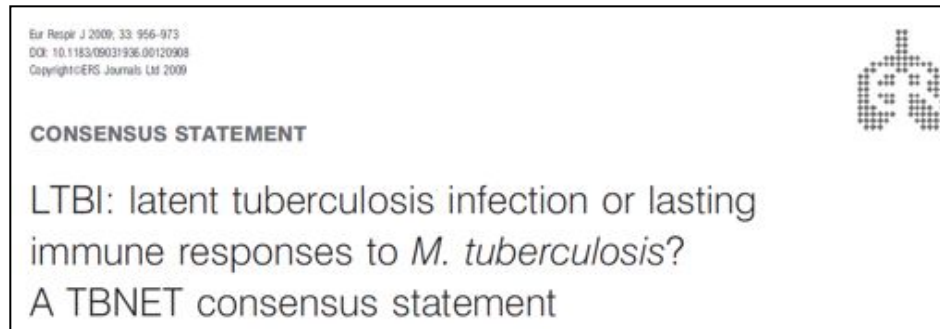 Eur Respir J 2009; 33: 956–973
DOI: 10.1183/09031936.00120908
Copyright©ERS Journals Ltd 2009
CONSENSUS STATEMENT
LTBI: latent tuberculosis infection or lasting
immune responses to M. tuberculosis?
A TBNET consensus statement